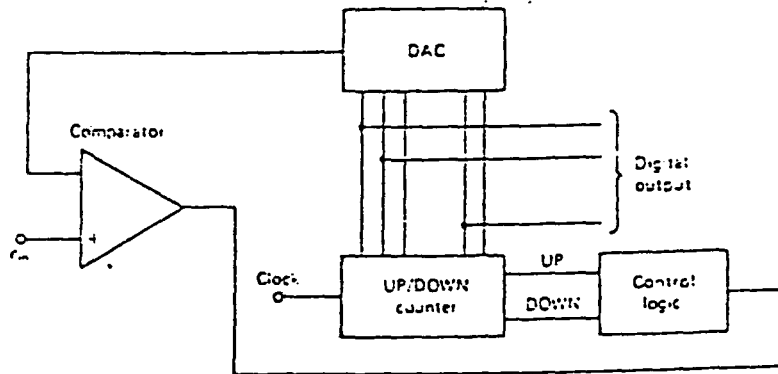 DAC
Comparator
+
Digital
output
Clock
UP/DOWN
counter
UP
DOWN
Control
logic